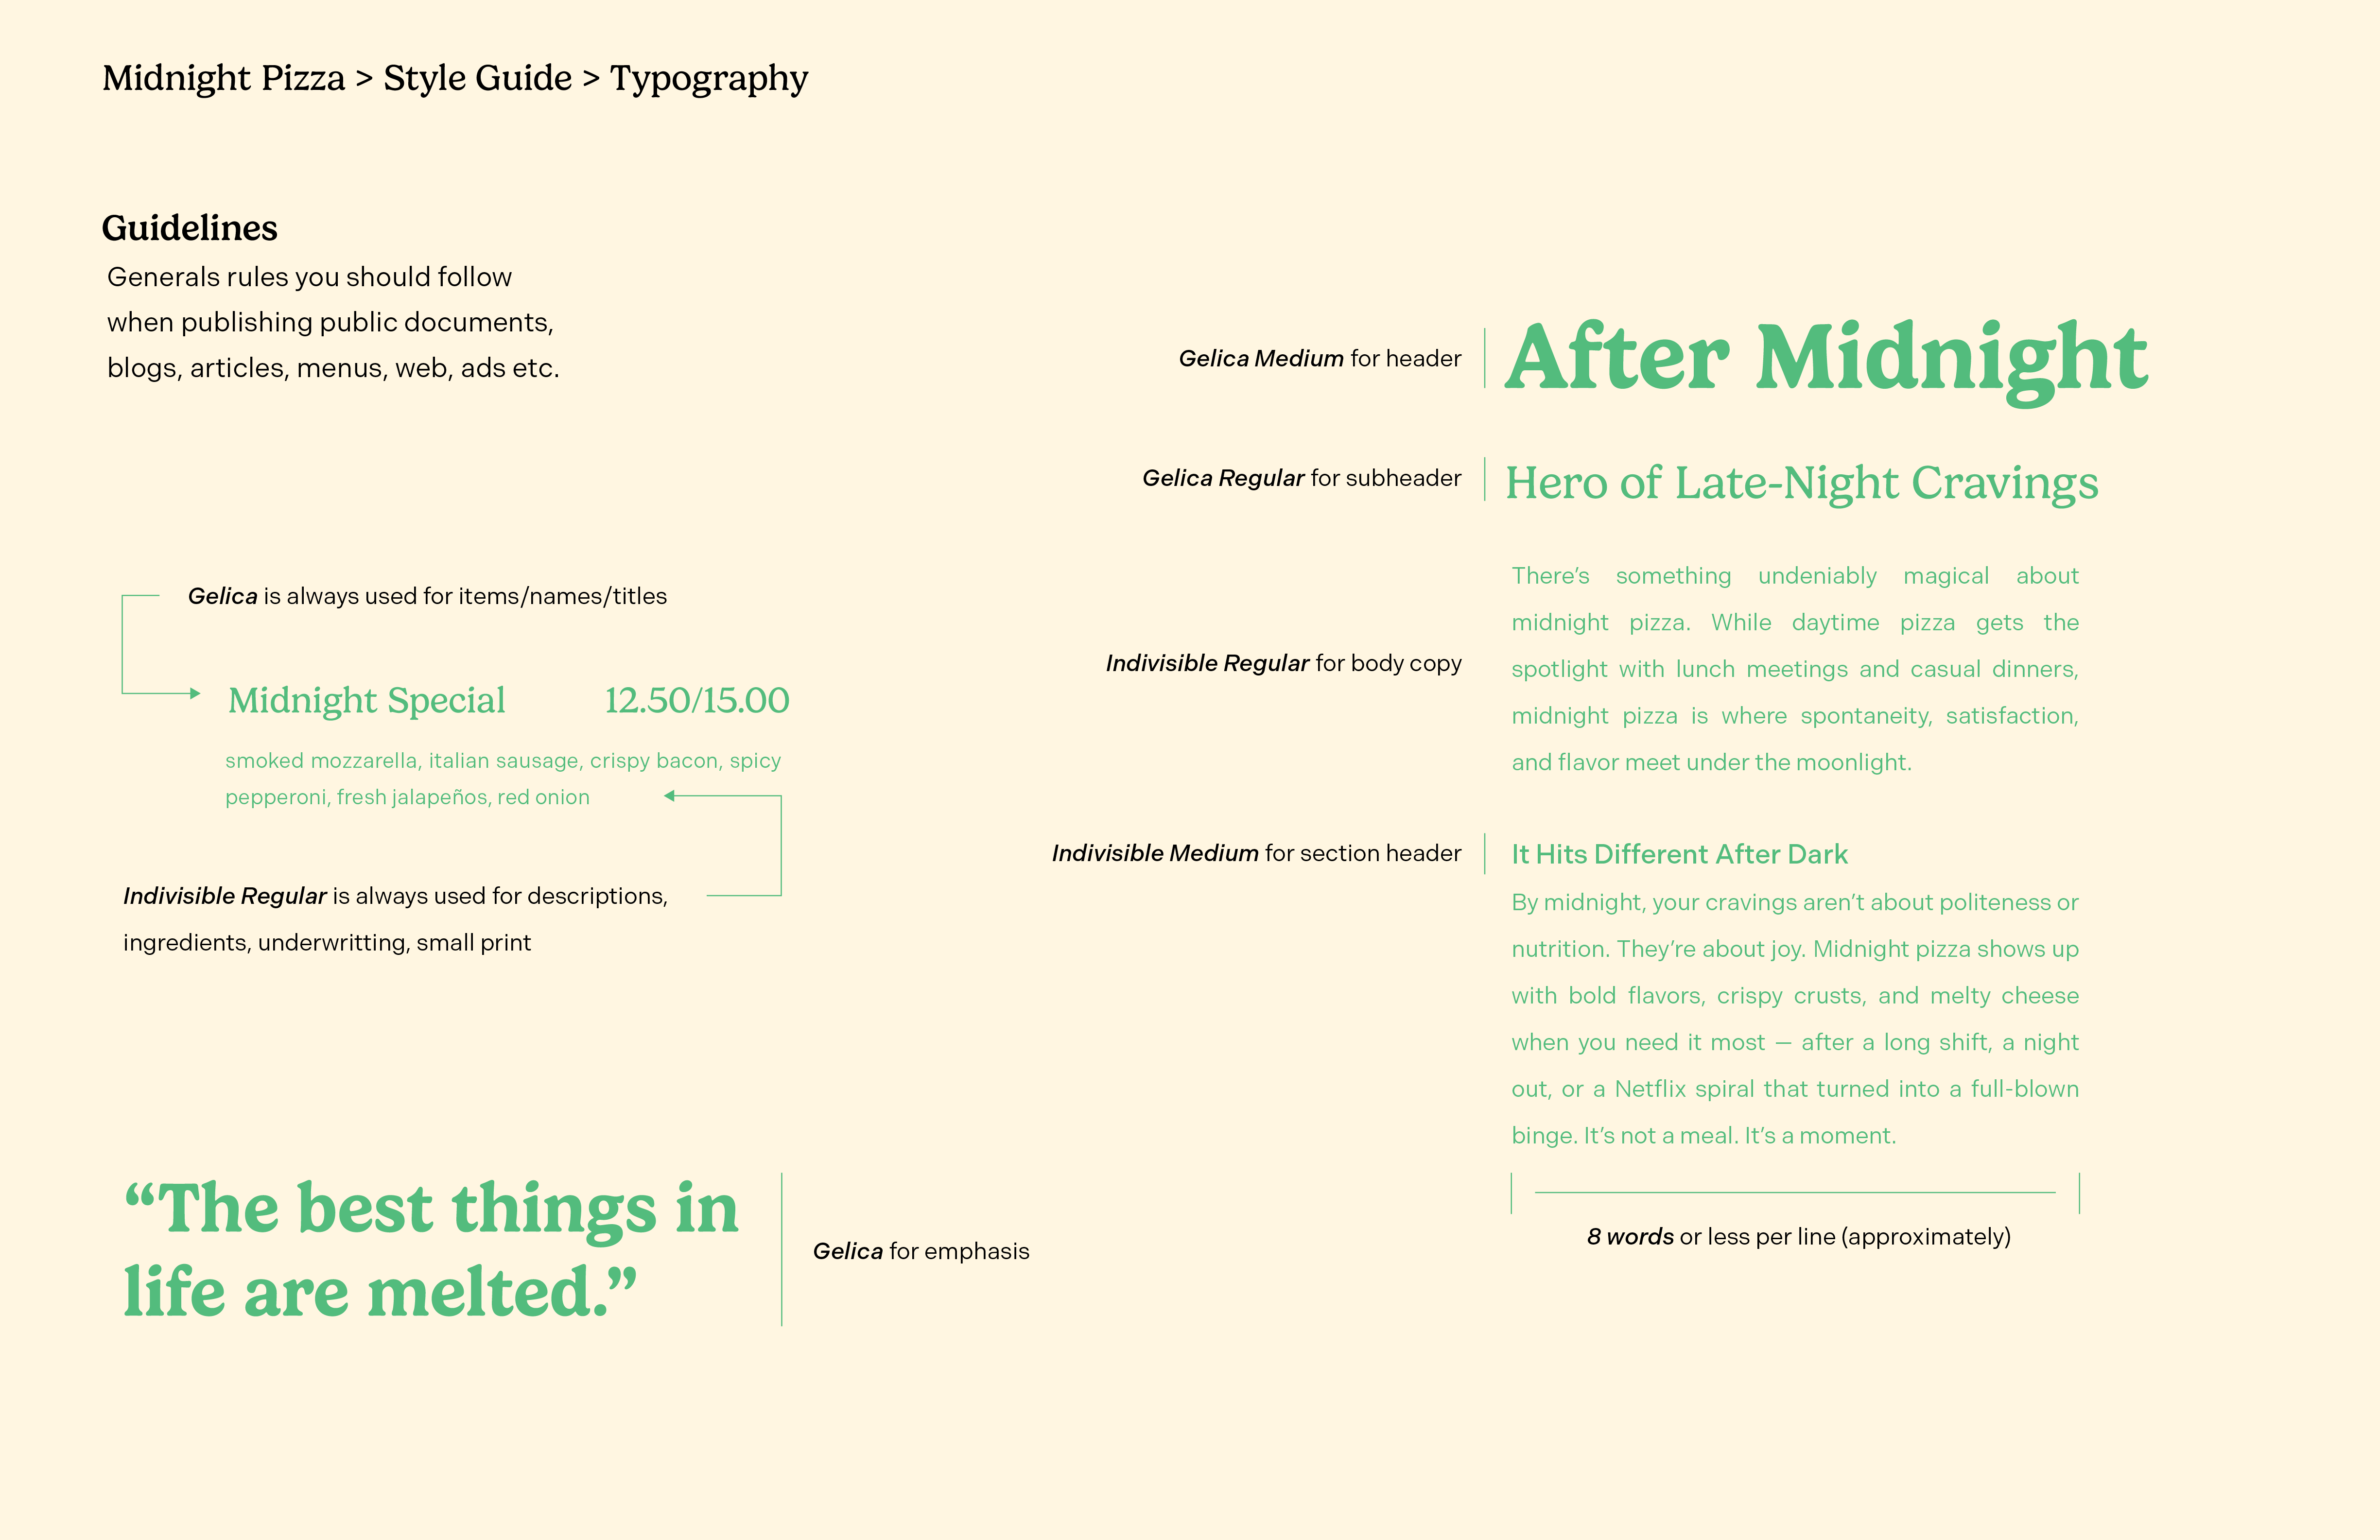 Midnight Pizza > Style Guide > Typography
Guidelines
Generals rules you should follow
when publishing public documents,
blogs, articles, menus, web, ads etc.
Gelica is always used for items/names/titles
Midnight Special 12.50/15.00
smoked mozzarella, italian sausage, crispy bacon, spicy
pepperoni, fresh jalapeños, red onion
Indivisible Regular is always used for descriptions,
ingredients, underwritting, small print
“The best things in
life are melted.”
Gelica for emphasis
Gelica Medium for header
After Midnight
Gelica Regular for subheader
Hero of Late-Night Cravings
Indivisible Regular for body copy
There’s something undeniably magical about
midnight pizza. While daytime pizza gets the
spotlight with lunch meetings and casual dinners,
midnight pizza is where spontaneity, satisfaction,
and flavor meet under the moonlight.
Indivisible Medium for section header
It Hits Different After Dark
By midnight, your cravings aren’t about politeness or
nutrition. They’re about joy. Midnight pizza shows up
with bold flavors, crispy crusts, and melty cheese
when you need it most — after a long shift, a night
out, or a Netflix spiral that turned into a full-blown
binge. It’s not a meal. It’s a moment.
8 words or less per line (approximately)